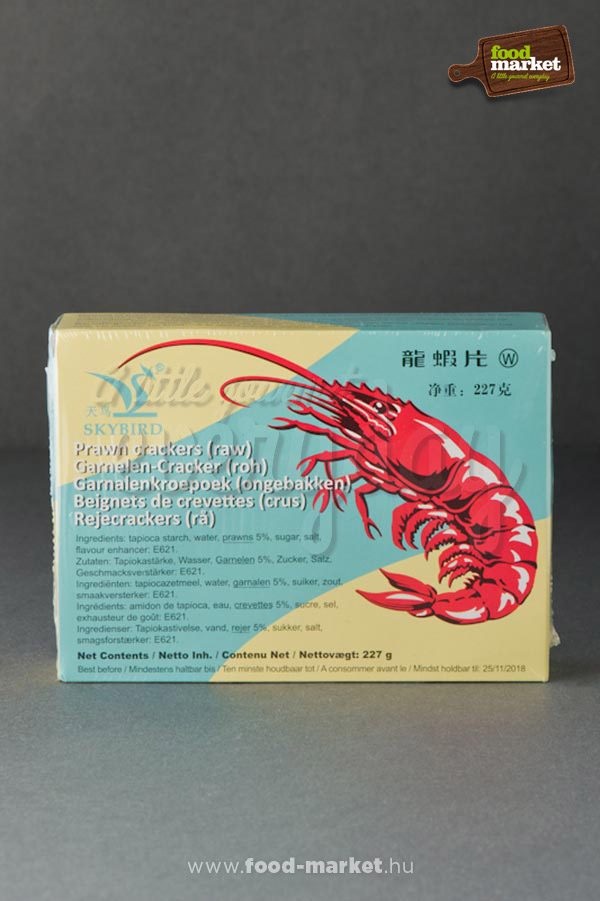 food
market
A little gourmet everyday
龍蝦片 W
净重：227克
天鳥
SKYBIRD®
Prawn crackers (raw)
Garnelen-Cracker (roh)
Garnalenkroepoek (ongebakken)
Beignets de crevettes (crus)
Rejecrackers (rå)
Ingredients: tapioca starch, water, prawns 5%, sugar, salt,
flavour enhancer: E621.
Zutaten: Tapiokastärke, Wasser, Garnelen 5%, Zucker, Salz,
Geschmacksverstärker: E621.
Ingrediënten: tapiocazetmeel, water, garnalen 5%, suiker, zout,
smaakversterker: E621.
Ingrédients: amidon de tapioca, eau, crevettes 5%, sucre, sel,
exhausteur de goût: E621.
Ingredienser: Tapiokastivelse, vand, rejer 5%, sukker, salt,
smagsforstærker: E621.
Net Contents / Netto Inh. / Contenu Net / Nettovægt: 227 g
Best before / Mindestens haltbar bis / Ten minste houdbaar tot / A consommer avant le / Mindst holdbar til: 25/11/2018
www.food-market.hu